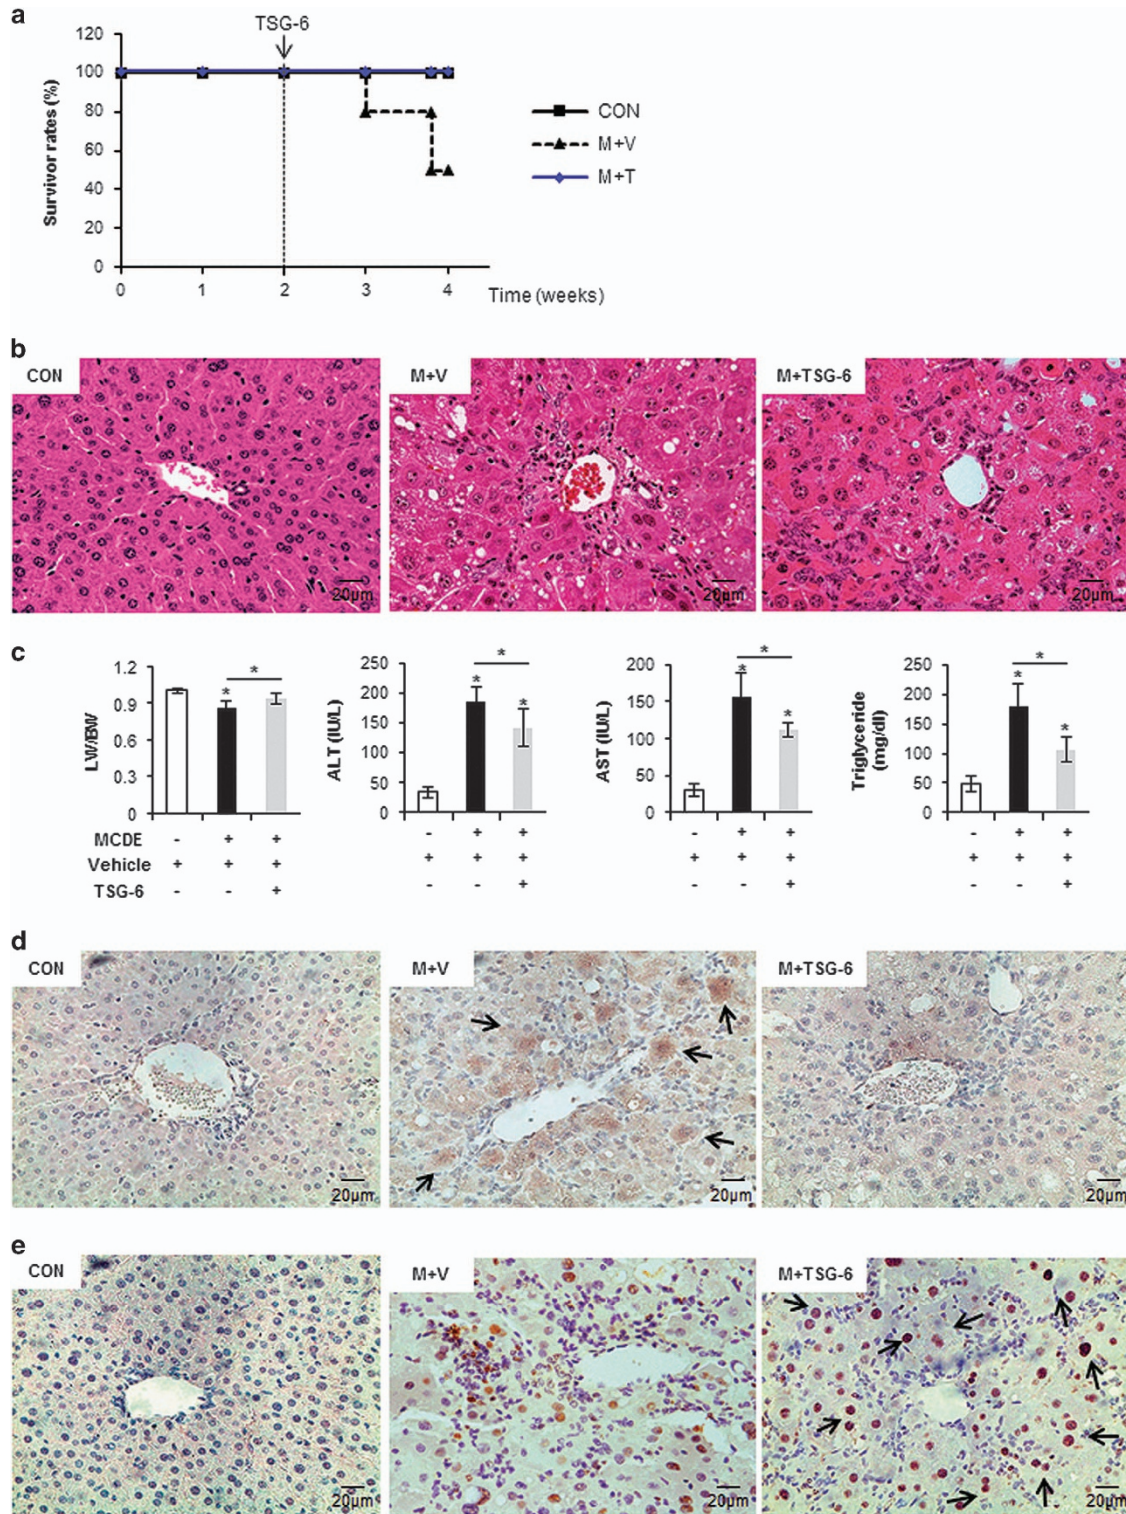 a
TSG-6
120
100
80
60
40
20
0
Survivor rates (%)
0 1 2 3 4
Time (weeks)
CON
M+V
M+T
b
CON
M+V
M+TSG-6
20µm
20µm
20µm
c
1.2
0.9
0.6
0.3
0
LW/BW
* *
250
200
150
100
50
0
ALT (IU/L)
* * *
250
200
150
100
50
0
AST (IU/L)
* * *
250
200
150
100
50
0
Triglyceride
(mg/dl)
* * *
MCDE - + + - + + - + + - + +
Vehicle + + + + + + + + + + + +
TSG-6 - - + - - + - - + - - +
d
CON
M+V
M+TSG-6
20µm
20µm
20µm
e
CON
M+V
M+TSG-6
20µm
20µm
20µm